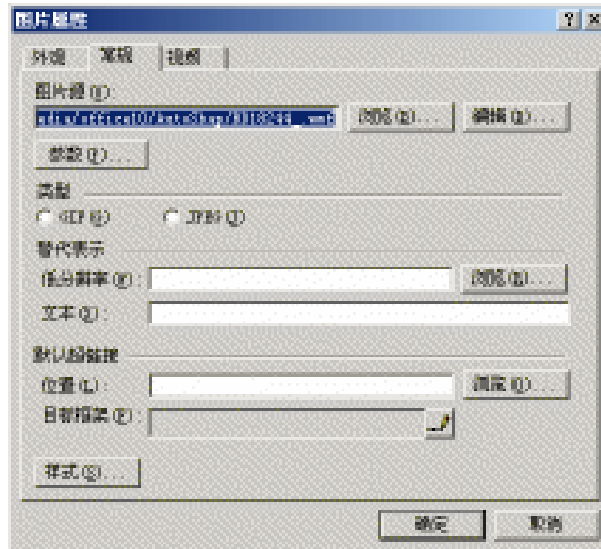 图片属性
外观 常规 视频
图片源(O):
浏览(B)... 编辑(D)...
参数(P)...
类型
GIF(G) JPEG(J)
替代表示
低分辨率(W):
浏览(B)...
文本(X):
默认超链接
位置(L):
浏览(O)...
目标框架(F):
样式(S)...
确定 取消